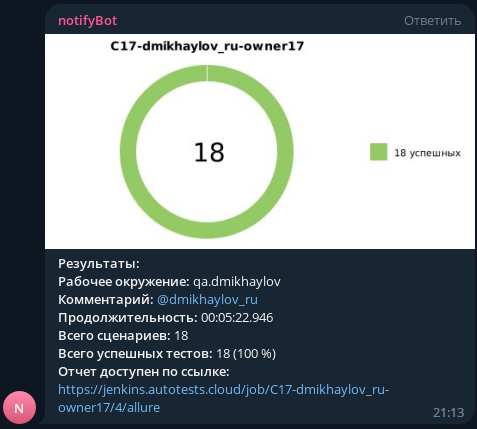 notifyBot
Ответить
C17-dmikhaylov_ru-owner17
18
18 успешных
Результаты:
Рабочее окружение: qa.dmikhaylov
Комментарий: @dmikhaylov_ru
Продолжительность: 00:05:22.946
Всего сценариев: 18
Всего успешных тестов: 18 (100 %)
Отчет доступен по ссылке:
https://jenkins.autotests.cloud/job/C17-dmikhaylov_ru-
owner17/4/allure
N
21:13